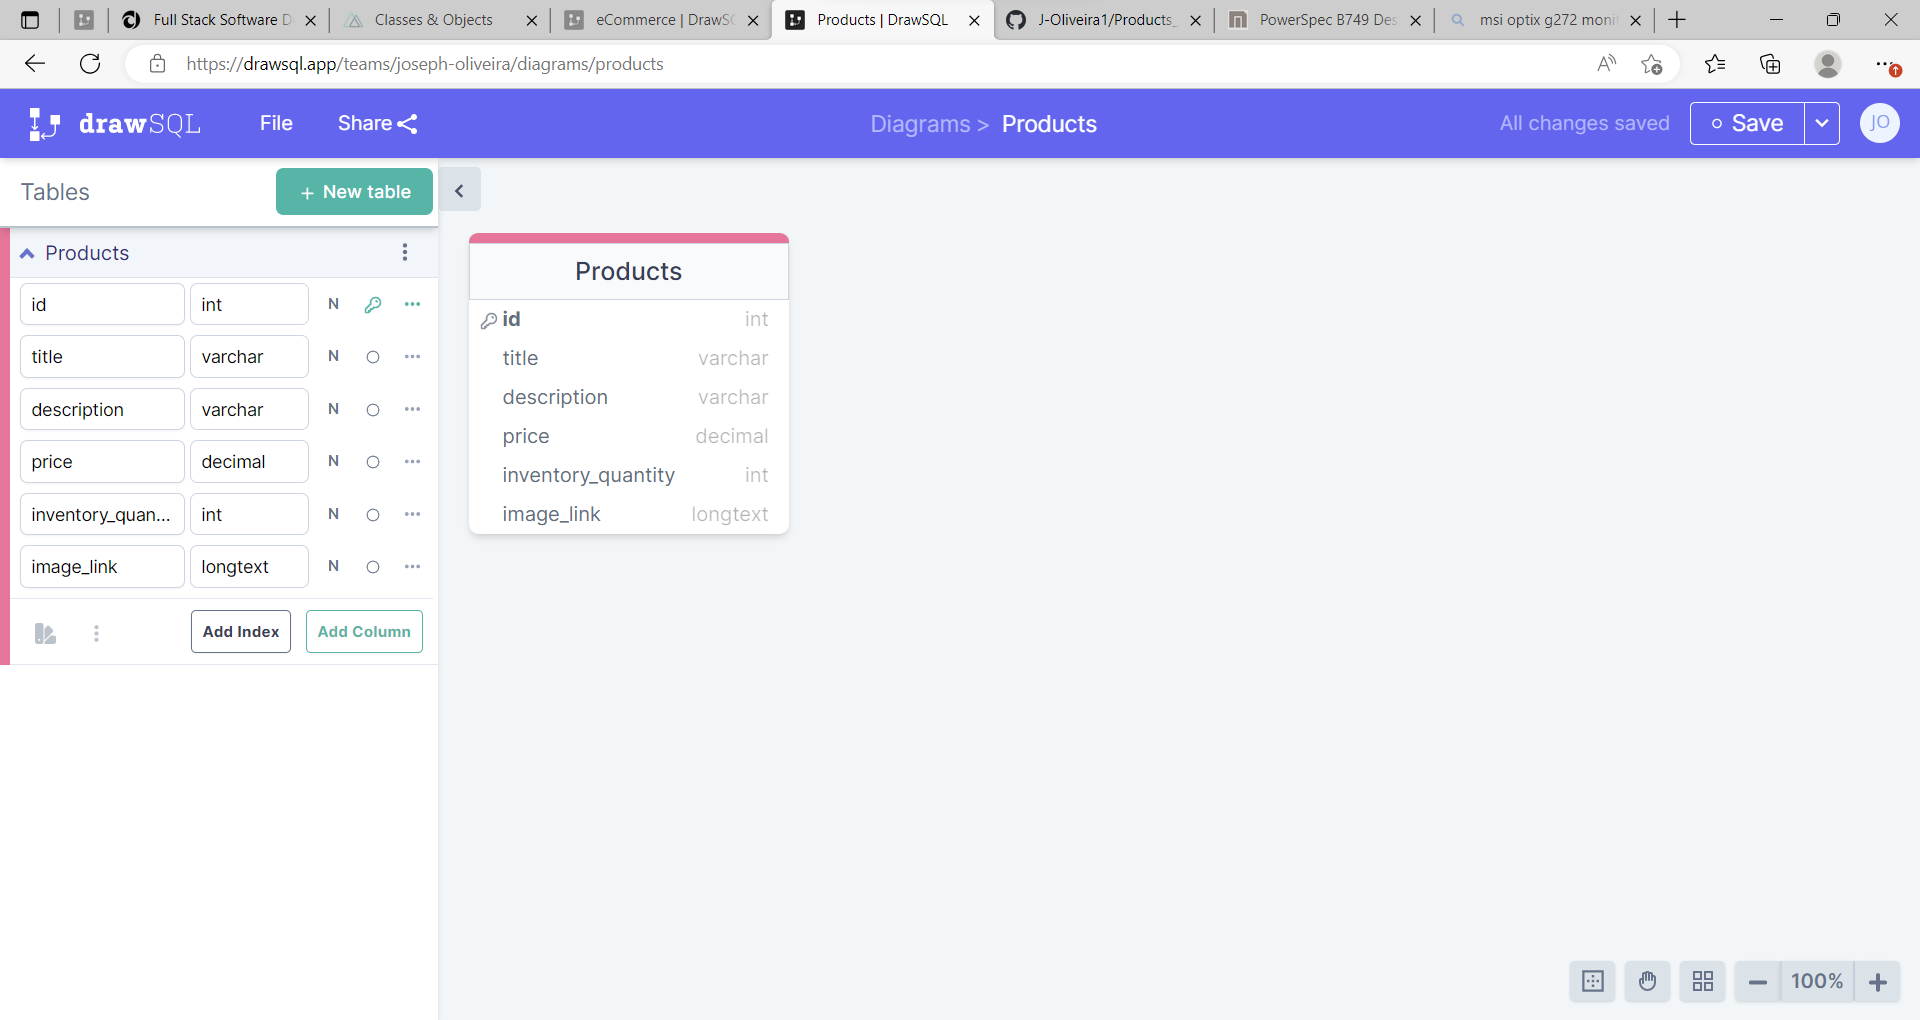 Full Stack Software D
Classes & Objects
eCommerce | DrawSQ
Products | DrawSQL
J-Oliveira1/Products_
PowerSpec B749 Des
msi optix g272 moni
https://drawsql.app/teams/joseph-oliveira/diagrams/products
drawSQL
File
Share
Diagrams > Products
All changes saved
Save
JO
Tables
+ New table
Products
id int N
title varchar N
description varchar N
price decimal N
inventory_quan... int N
image_link longtext N
Add Index
Add Column
Products
id int
title varchar
description varchar
price decimal
inventory_quantity int
image_link longtext
100%